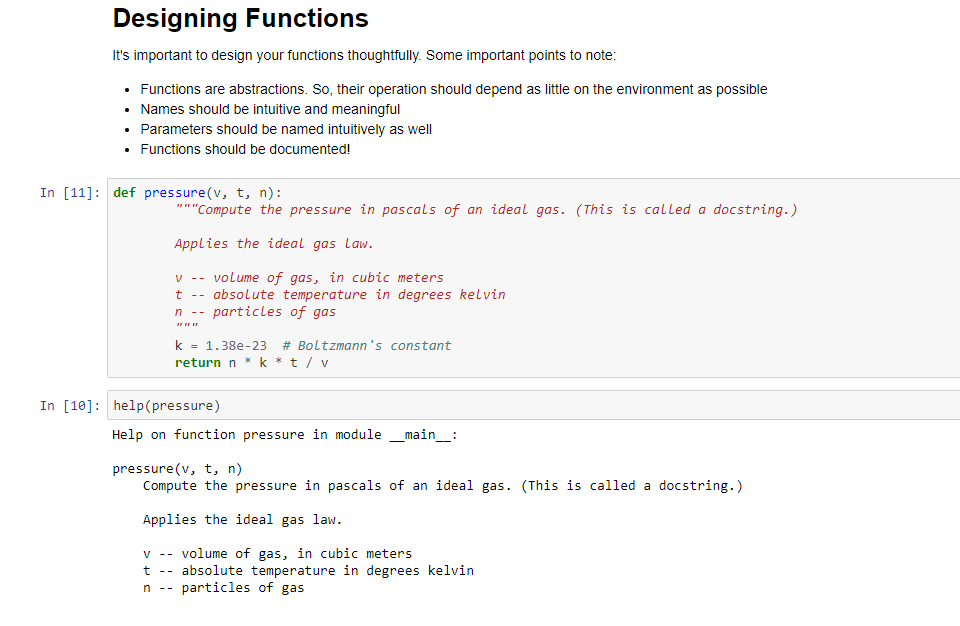 Designing Functions
It's important to design your functions thoughtfully. Some important points to note:
• Functions are abstractions. So, their operation should depend as little on the environment as possible
• Names should be intuitive and meaningful
• Parameters should be named intuitively as well
• Functions should be documented!
In [11]: def pressure(v, t, n):
"""Compute the pressure in pascals of an ideal gas. (This is called a docstring.)
Applies the ideal gas law.
v -- volume of gas, in cubic meters
t -- absolute temperature in degrees kelvin
n -- particles of gas
"""
k = 1.38e-23  # Boltzmann's constant
return n * k * t / v
In [10]: help(pressure)
Help on function pressure in module __main__:
pressure(v, t, n)
Compute the pressure in pascals of an ideal gas. (This is called a docstring.)
Applies the ideal gas law.
v -- volume of gas, in cubic meters
t -- absolute temperature in degrees kelvin
n -- particles of gas